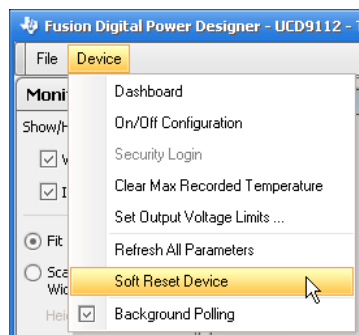 Fusion Digital Power Designer - UCD9112 -
File Device
Moni
Dashboard
Show/H
On/Off Configuration
Security Login
Clear Max Recorded Temperature
Set Output Voltage Limits ...
Fit
Refresh All Parameters
Sca
Soft Reset Device
Wid
Hei
Background Polling